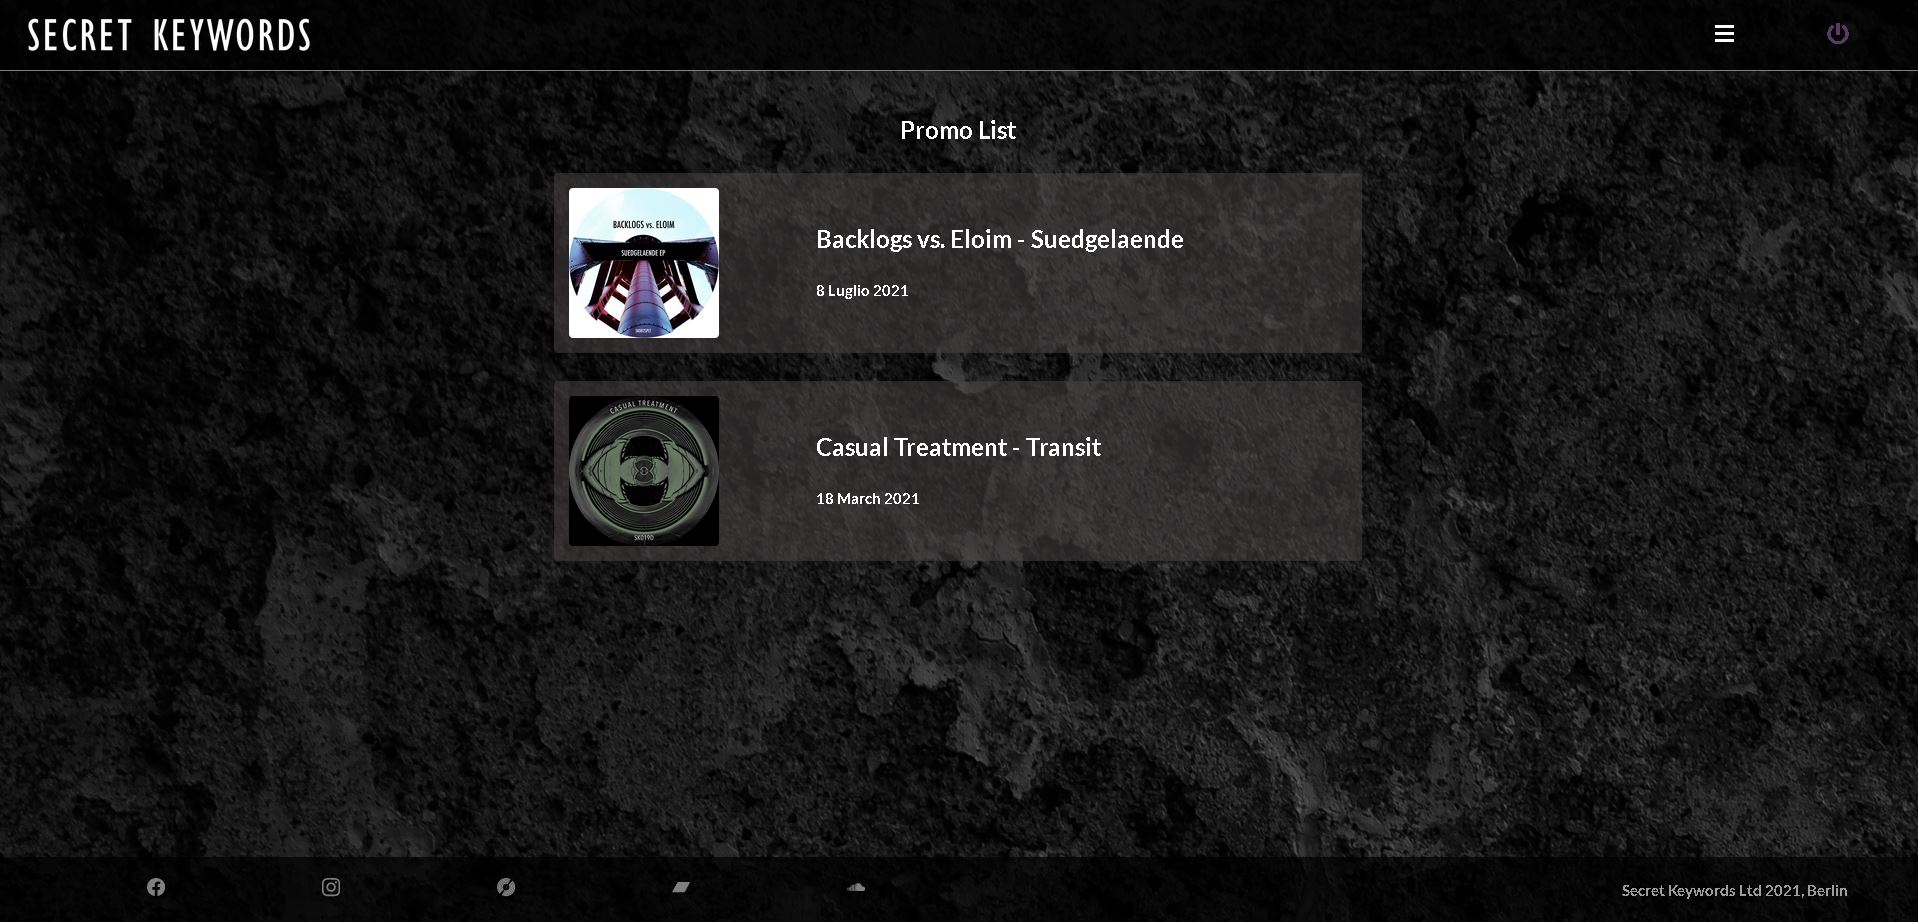 SECRET KEYWORDS
Promo List
BACKLOGS vs. ELOIM
SUEDGELAENDE EP
Backlogs vs. Eloim - Suedgelaende
8 Luglio 2021
CASUAL TREATMENT
SK019D
Casual Treatment - Transit
18 March 2021
Secret Keywords Ltd 2021, Berlin